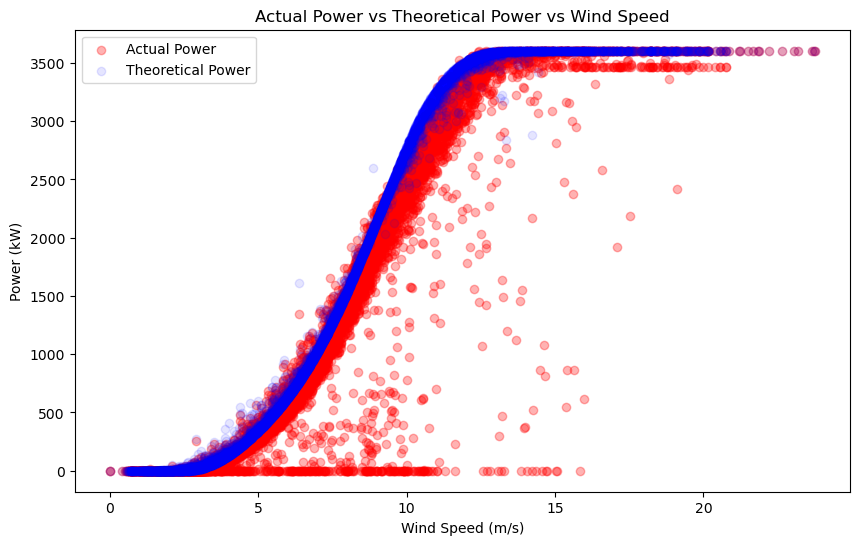 Actual Power vs Theoretical Power vs Wind Speed
Actual Power
Theoretical Power
3500
3000
2500
2000
1500
1000
500
0
Power (kW)
0 5 10 15 20
Wind Speed (m/s)